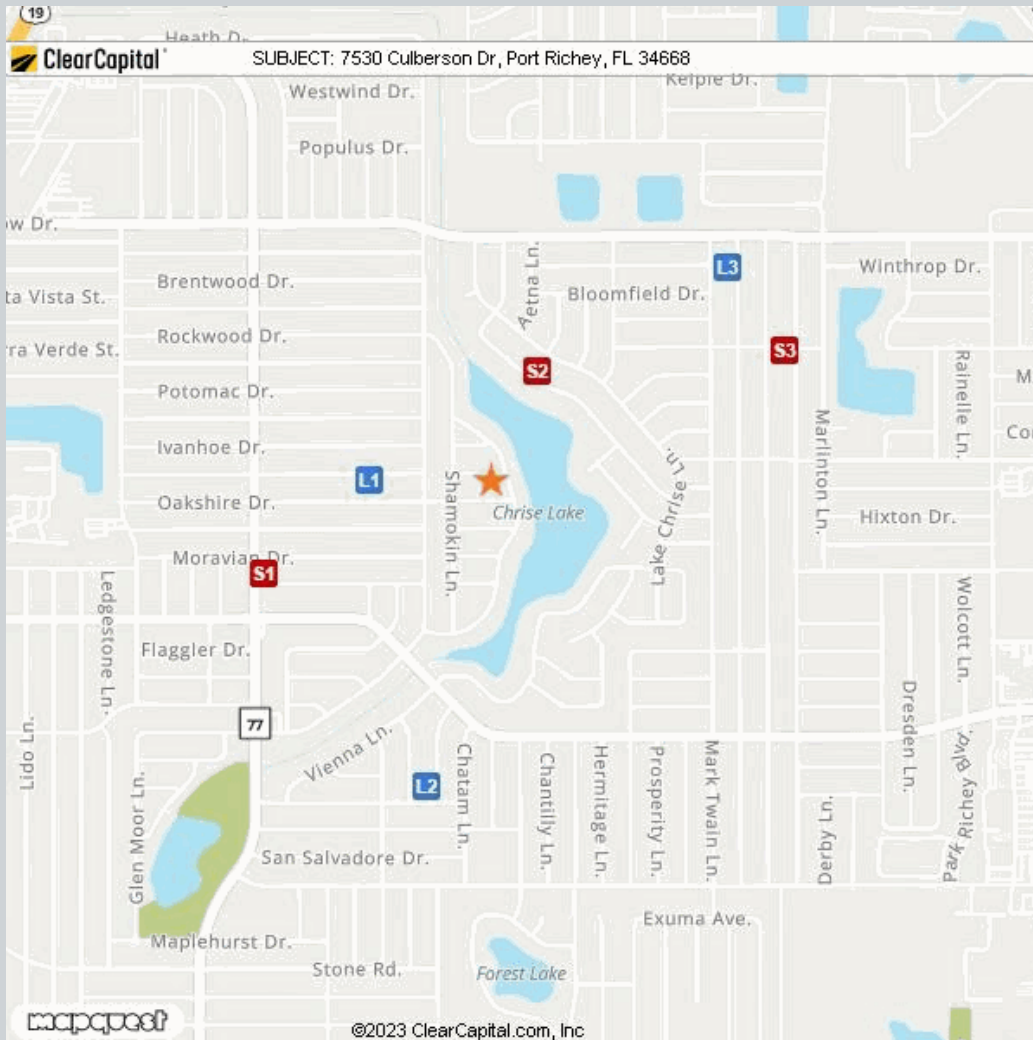 19
Heath D
ClearCapital
SUBJECT: 7530 Culberson Dr, Port Richey, FL 34668
Kelpie Dr.
Westwind Dr.
Populus Dr.
ow Dr.
Aetna Ln.
L3
Winthrop Dr.
Brentwood Dr.
Bloomfield Dr.
ta Vista St.
Rockwood Dr.
rra Verde St.
S3
S2
Rainelle Ln.
M
Potomac Dr.
Marlinton Ln.
Co
Ivanhoe Dr.
L1
Shamokin Ln.
Lake Chrise Ln.
Oakshire Dr.
Chrise Lake
Hixton Dr.
Moravian Dr.
S1
Ledgestone Ln.
Wolcott Ln.
Flaggler Dr.
Dresden Ln.
77
Lido Ln.
Vienna Ln.
Chatam Ln.
Chantilly Ln.
Hermitage Ln.
Prosperity Ln.
Mark Twain Ln.
Derby Ln.
Park Richey Blvd.
L2
Glen Moor Ln.
San Salvadore Dr.
Exuma Ave.
Maplehurst Dr.
Stone Rd.
Forest Lake
mapquest
©2023 ClearCapital.com, Inc